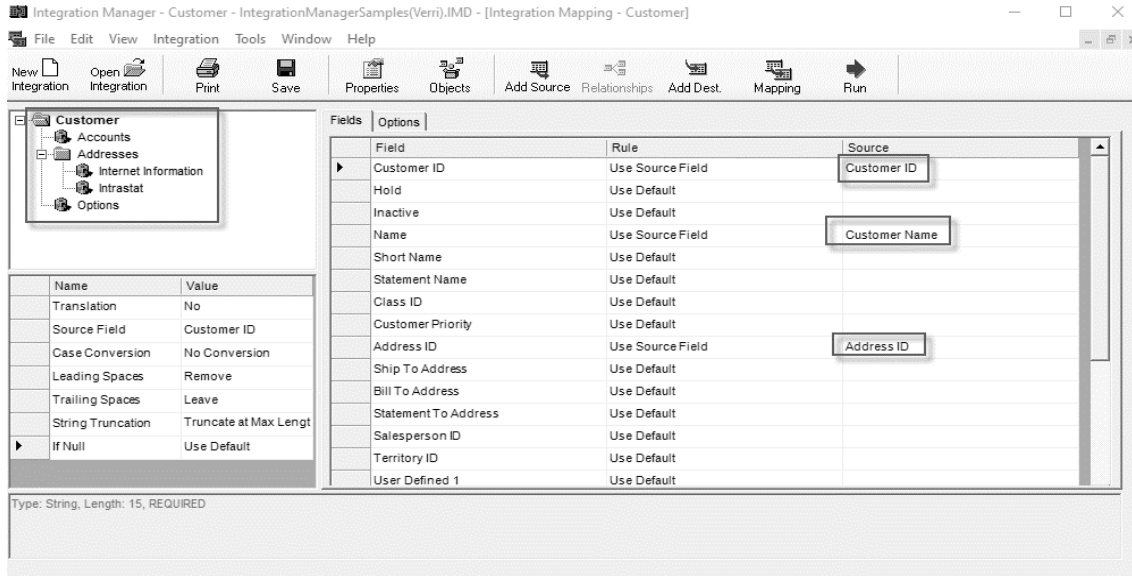 Integration Manager - Customer - IntegrationManagerSamples(Verri).IMD - [Integration Mapping - Customer]
File Edit View Integration Tools Window Help
New Integration Open Integration Print Save Properties Objects Add Source Relationships Add Dest. Mapping Run
Customer
Accounts
Addresses
Internet Information
Intrastat
Options
Name Value
Translation No
Source Field Customer ID
Case Conversion No Conversion
Leading Spaces Remove
Trailing Spaces Leave
String Truncation Truncate at Max Lengt
If Null Use Default
Fields Options
Field Rule Source
Customer ID Use Source Field Customer ID
Hold Use Default
Inactive Use Default
Name Use Source Field Customer Name
Short Name Use Default
Statement Name Use Default
Class ID Use Default
Customer Priority Use Default
Address ID Use Source Field Address ID
Ship To Address Use Default
Bill To Address Use Default
Statement To Address Use Default
Salesperson ID Use Default
Territory ID Use Default
User Defined 1 Use Default
Type: String, Length: 15, REQUIRED